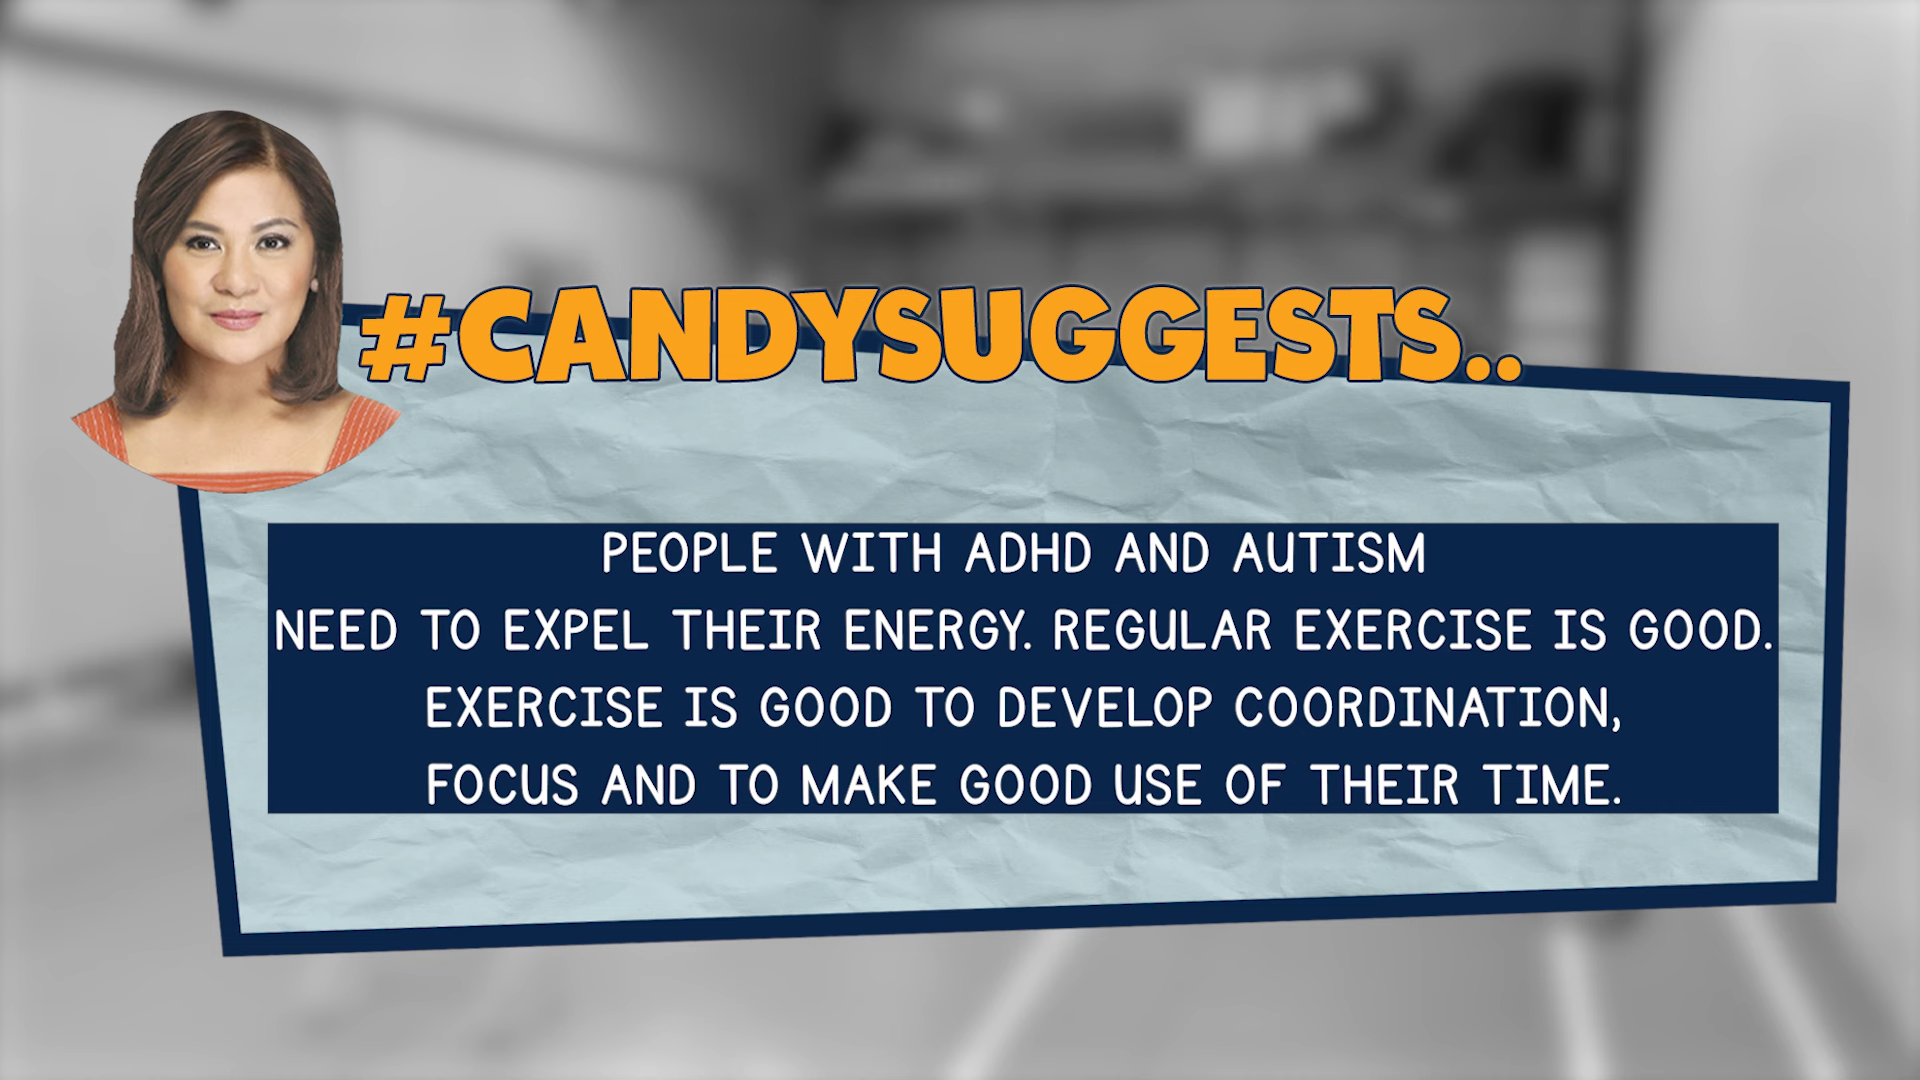 #CANDYSUGGESTS..
PEOPLE WITH ADHD AND AUTISM
NEED TO EXPEL THEIR ENERGY. REGULAR EXERCISE IS GOOD.
EXERCISE IS GOOD TO DEVELOP COORDINATION,
FOCUS AND TO MAKE GOOD USE OF THEIR TIME.